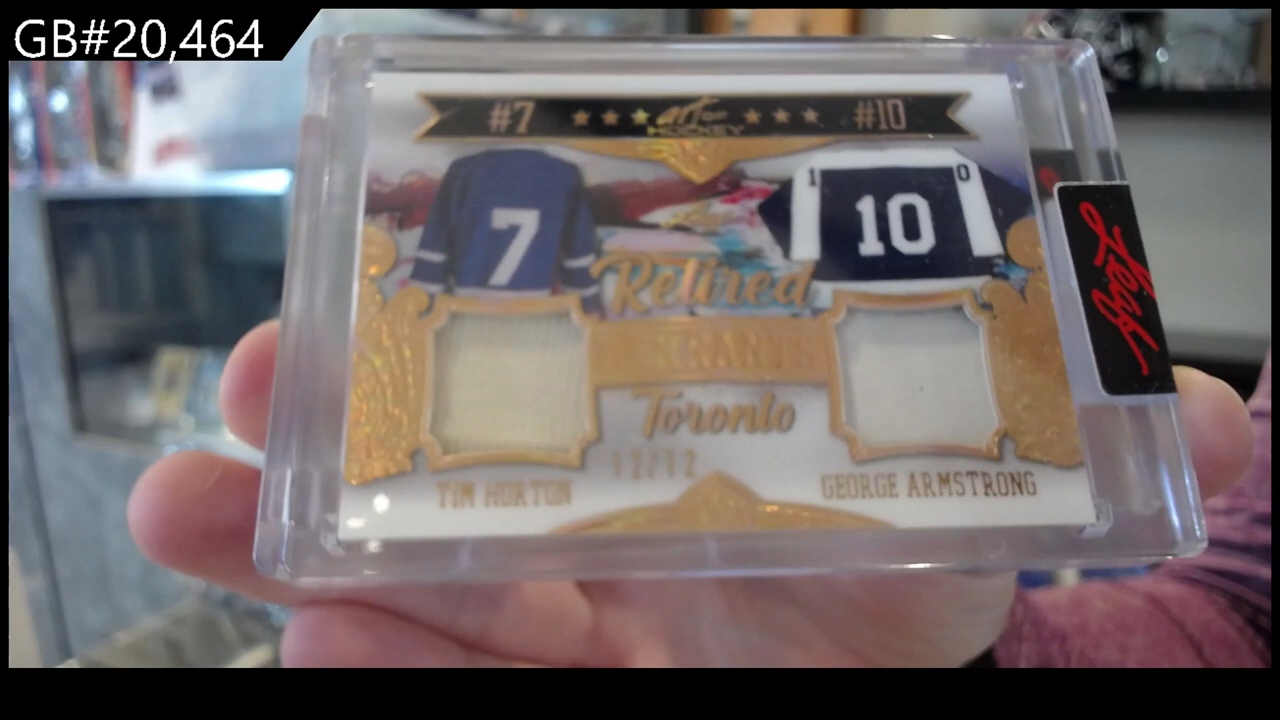 GB#20,464
#7 #10
HOCKEY
7
1 0
10
Retired
Toronto
12/12
TIM HORTON
GEORGE ARMSTRONG
Leaf